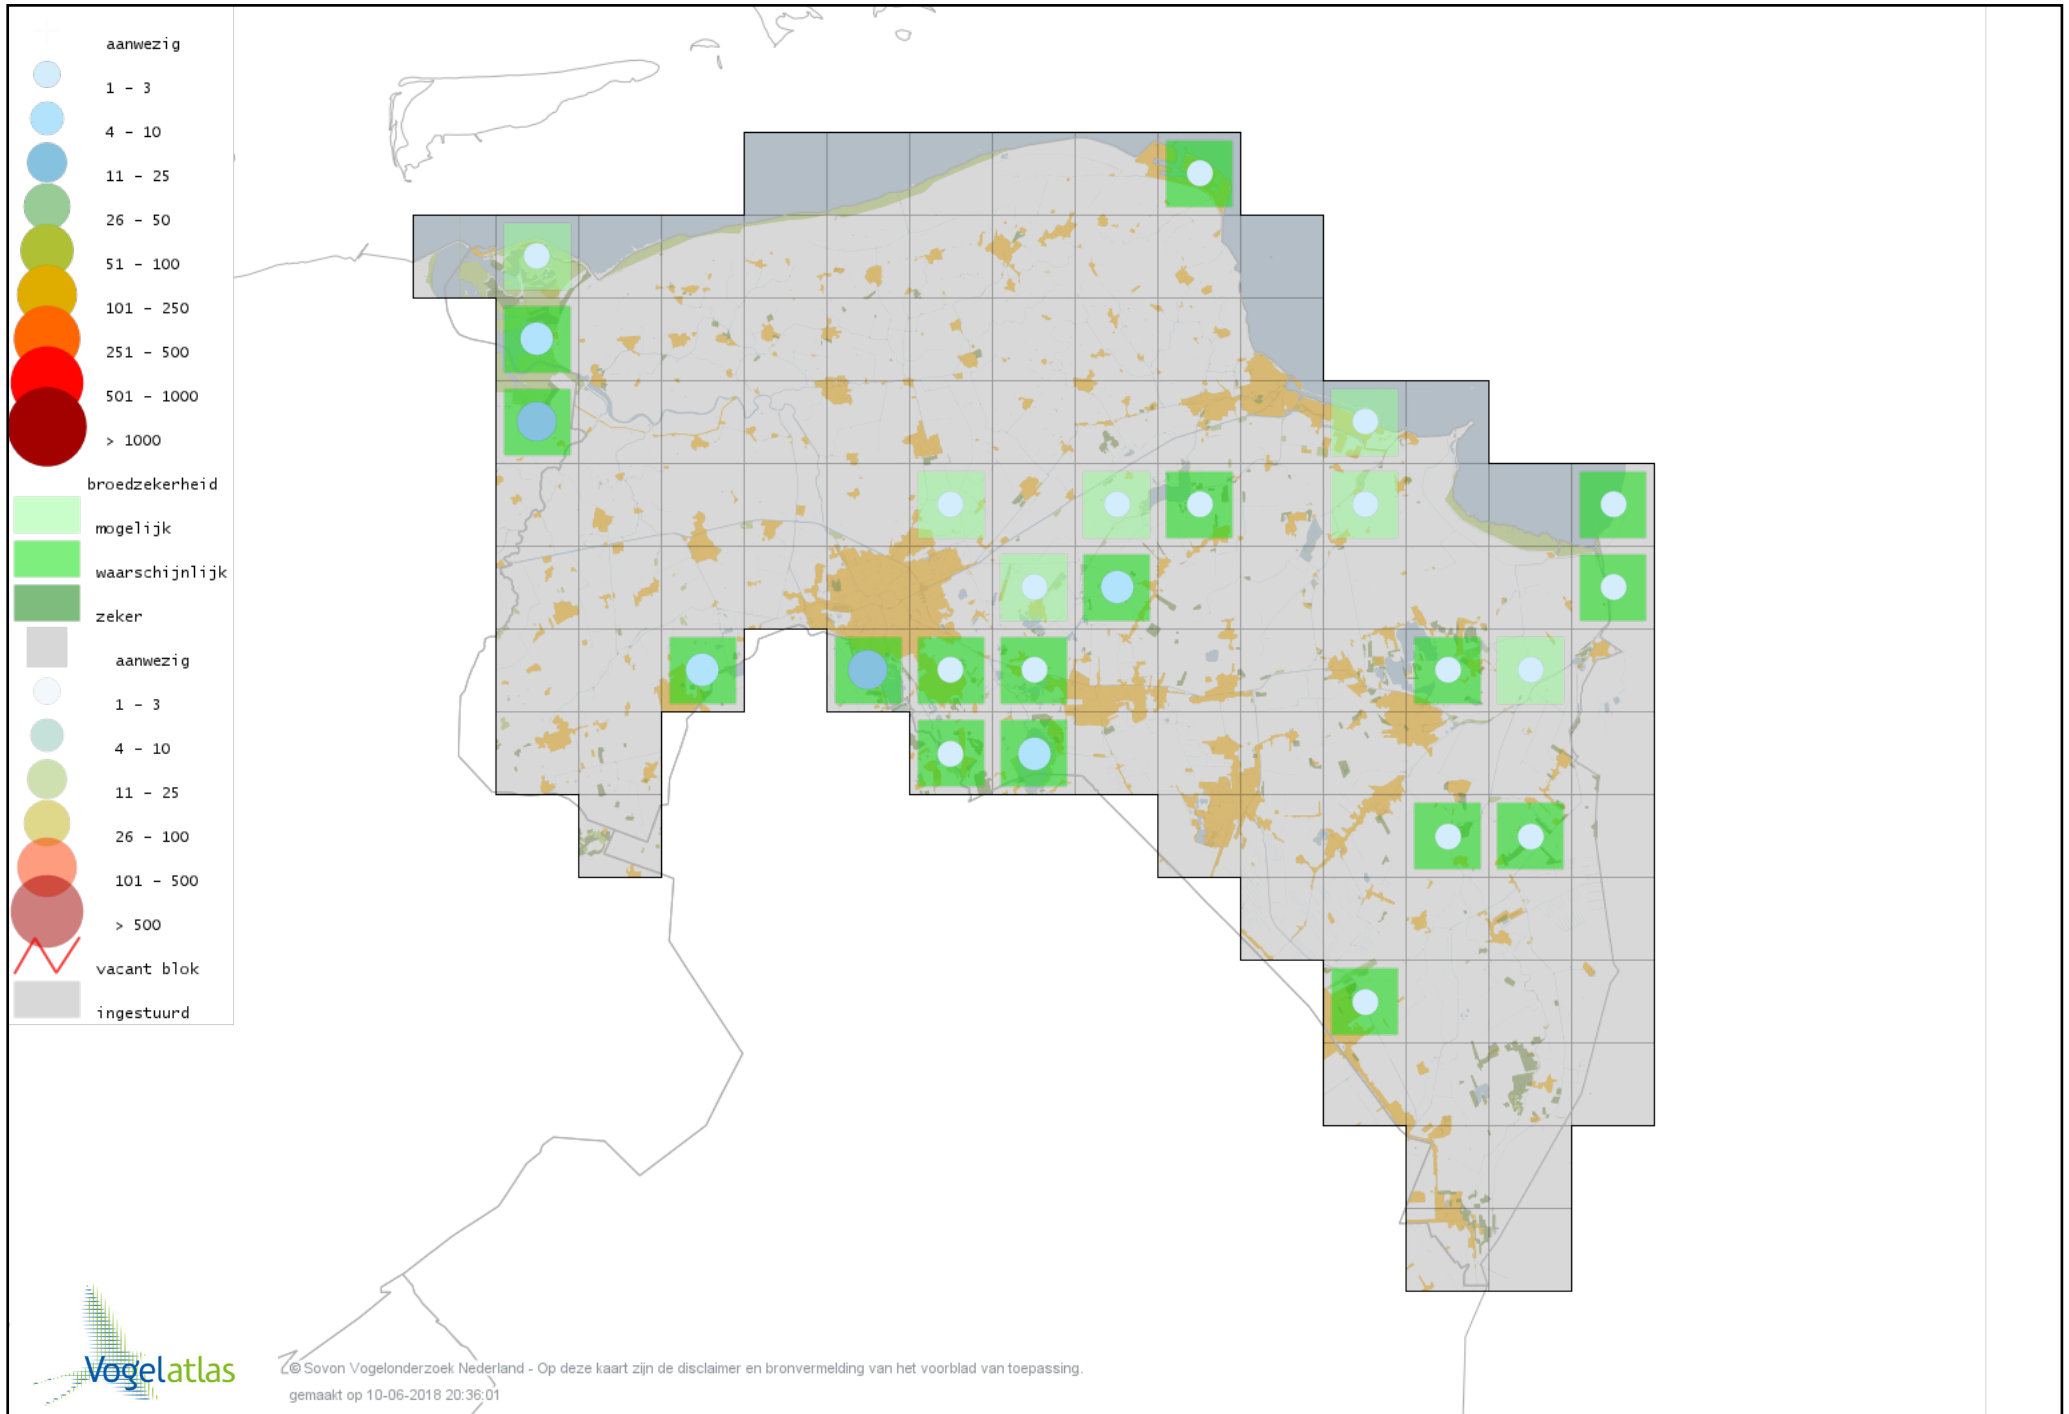 aanwezig
1 - 3
4 - 10
11 - 25
26 - 50
51 - 100
101 - 250
251 - 500
501 - 1000
> 1000
broedzekerheid
mogelijk
waarschijnlijk
zeker
aanwezig
1 - 3
4 - 10
11 - 25
26 - 100
101 - 500
> 500
vacant blok
ingestuurd
Vogelatlas
© Sovon Vogelonderzoek Nederland - Op deze kaart zijn de disclaimer en bronvermelding van het voorblad van toepassing.
gemaakt op 10-06-2018 20:36:01